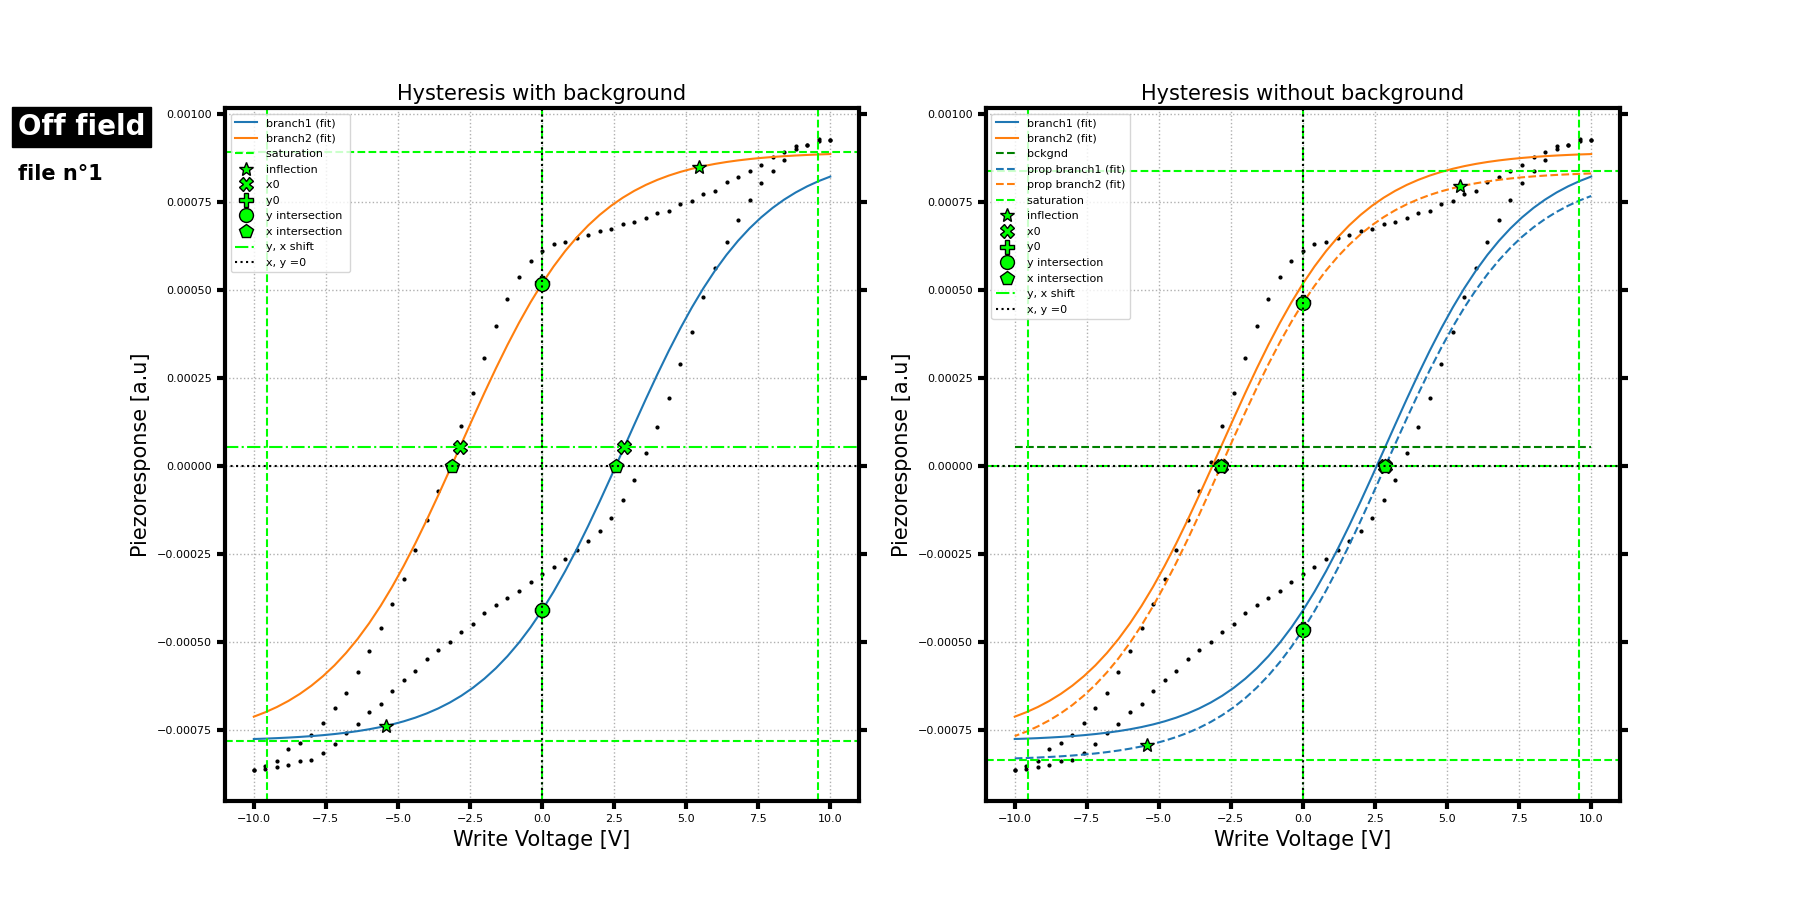 Off field
file n°1
Hysteresis with background
branch1 (fit)
branch2 (fit)
saturation
inflection
x0
y0
y intersection
x intersection
y, x shift
x, y =0
0.00100
0.00075
0.00050
0.00025
0.00000
−0.00025
−0.00050
−0.00075
Piezoresponse [a.u]
−10.0 −7.5 −5.0 −2.5 0.0 2.5 5.0 7.5 10.0
Write Voltage [V]
Hysteresis without background
branch1 (fit)
branch2 (fit)
bckgnd
prop branch1 (fit)
prop branch2 (fit)
saturation
inflection
x0
y0
y intersection
x intersection
y, x shift
x, y =0
0.00100
0.00075
0.00050
0.00025
0.00000
−0.00025
−0.00050
−0.00075
Piezoresponse [a.u]
−10.0 −7.5 −5.0 −2.5 0.0 2.5 5.0 7.5 10.0
Write Voltage [V]